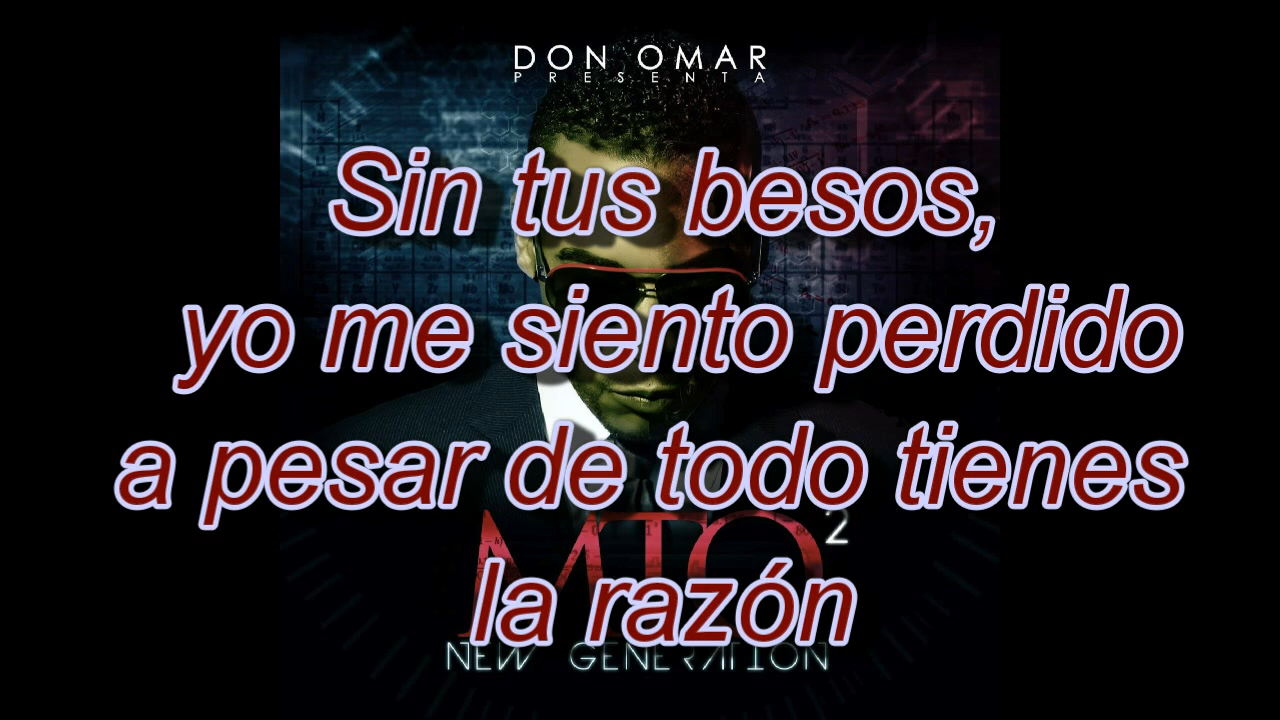 DON OMAR
PRESENTA
Sin tus besos,
yo me siento perdido
a pesar de todo tienes
la razón
MTO²
NEW GENERATION